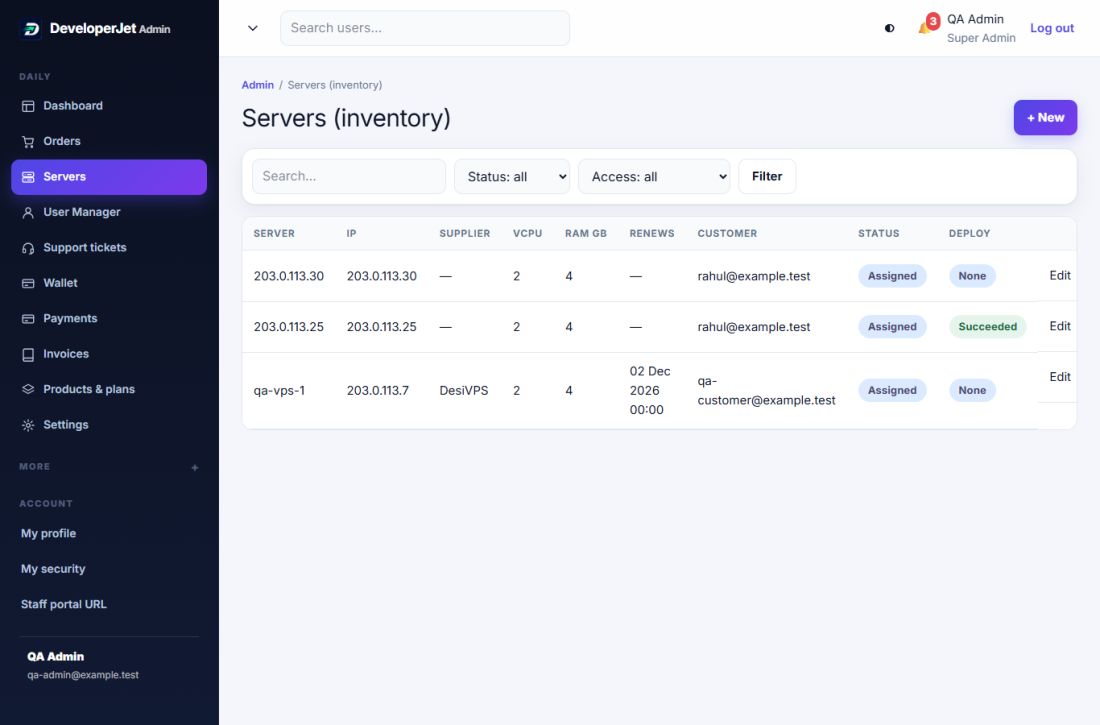 DeveloperJet Admin
DAILY
Dashboard
Orders
Servers
User Manager
Support tickets
Wallet
Payments
Invoices
Products & plans
Settings
MORE +
ACCOUNT
My profile
My security
Staff portal URL
QA Admin
qa-admin@example.test
Search users...
3
QA Admin
Super Admin
Log out
Admin / Servers (inventory)
Servers (inventory)
+ New
Search...
Status: all
Access: all
Filter
SERVER IP SUPPLIER VCPU RAM GB RENEWS CUSTOMER STATUS DEPLOY
203.0.113.30 203.0.113.30 — 2 4 — rahul@example.test Assigned None Edit
203.0.113.25 203.0.113.25 — 2 4 — rahul@example.test Assigned Succeeded Edit
qa-vps-1 203.0.113.7 DesiVPS 2 4
02 Dec
2026
00:00
qa-
customer@example.test
Assigned None Edit